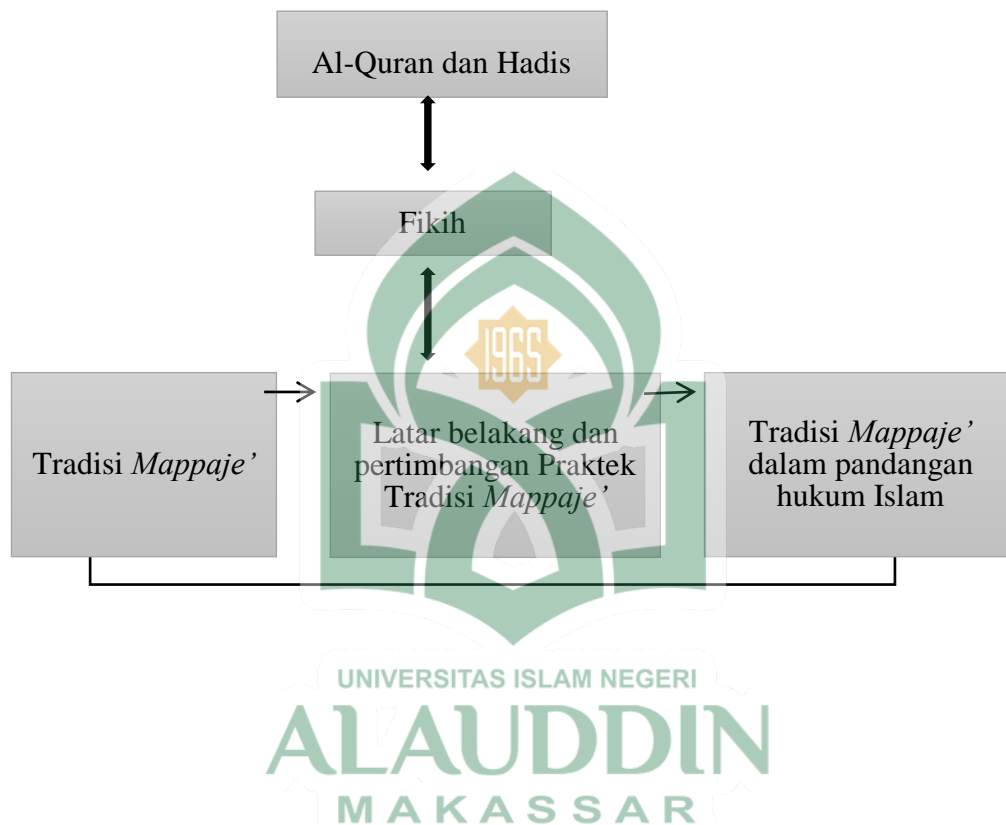 Al-Quran dan Hadis
Fikih
1965
Tradisi Mappaje’
Latar belakang dan
pertimbangan Praktek
Tradisi Mappaje’
Tradisi Mappaje’
dalam pandangan
hukum Islam
UNIVERSITAS ISLAM NEGERI
ALAUDDIN
MAKASSAR